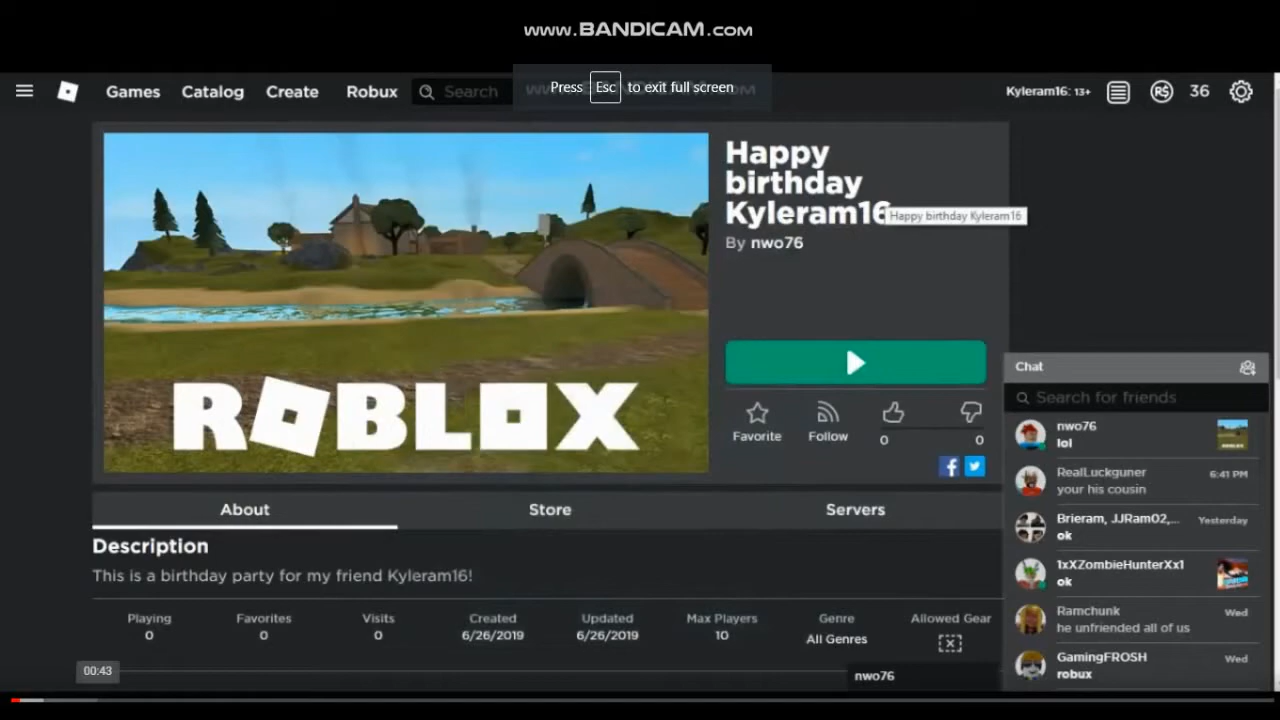 www.BANDICAM.com
Press Esc to exit full screen
Games Catalog Create Robux Search
Kyleram16: 13+ R$ 36
Happy
birthday
Kyleram16
Happy birthday Kyleram16
By nwo76
ROBLOX
Favorite Follow 0 0
Chat
Search for friends
nwo76
lol
RealLuckguner 6:41 PM
your his cousin
Brieram, JJRam02,... Yesterday
ok
1xXZombieHunterXx1
ok
Ramchunk Wed
he unfriended all of us
GamingFROSH Wed
robux
About Store Servers
Description
This is a birthday party for my friend Kyleram16!
Playing Favorites Visits Created Updated Max Players Genre Allowed Gear
0 0 0 6/26/2019 6/26/2019 10 All Genres
00:43
nwo76